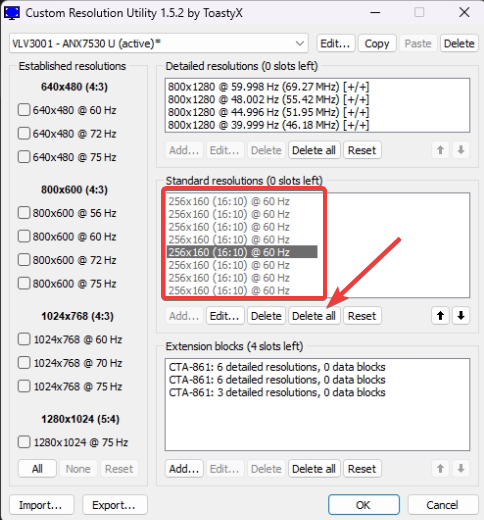 Custom Resolution Utility 1.5.2 by ToastyX
VLV3001 - ANX7530 U (active)*
Edit...
Copy
Paste
Delete
Established resolutions
640x480 (4:3)
640x480 @ 60 Hz
640x480 @ 72 Hz
640x480 @ 75 Hz
800x600 (4:3)
800x600 @ 56 Hz
800x600 @ 60 Hz
800x600 @ 72 Hz
800x600 @ 75 Hz
1024x768 (4:3)
1024x768 @ 60 Hz
1024x768 @ 70 Hz
1024x768 @ 75 Hz
1280x1024 (5:4)
1280x1024 @ 75 Hz
All
None
Reset
Detailed resolutions (0 slots left)
800x1280 @ 59.998 Hz (69.27 MHz) [+/+]
800x1280 @ 48.002 Hz (55.42 MHz) [+/+]
800x1280 @ 44.996 Hz (51.95 MHz) [+/+]
800x1280 @ 39.999 Hz (46.18 MHz) [+/+]
Add...
Edit...
Delete
Delete all
Reset
Standard resolutions (0 slots left)
256x160 (16:10) @ 60 Hz
256x160 (16:10) @ 60 Hz
256x160 (16:10) @ 60 Hz
256x160 (16:10) @ 60 Hz
256x160 (16:10) @ 60 Hz
256x160 (16:10) @ 60 Hz
256x160 (16:10) @ 60 Hz
256x160 (16:10) @ 60 Hz
Add...
Edit...
Delete
Delete all
Reset
Extension blocks (4 slots left)
CTA-861: 6 detailed resolutions, 0 data blocks
CTA-861: 6 detailed resolutions, 0 data blocks
CTA-861: 3 detailed resolutions, 0 data blocks
Add...
Edit...
Delete
Delete all
Reset
Import...
Export...
OK
Cancel